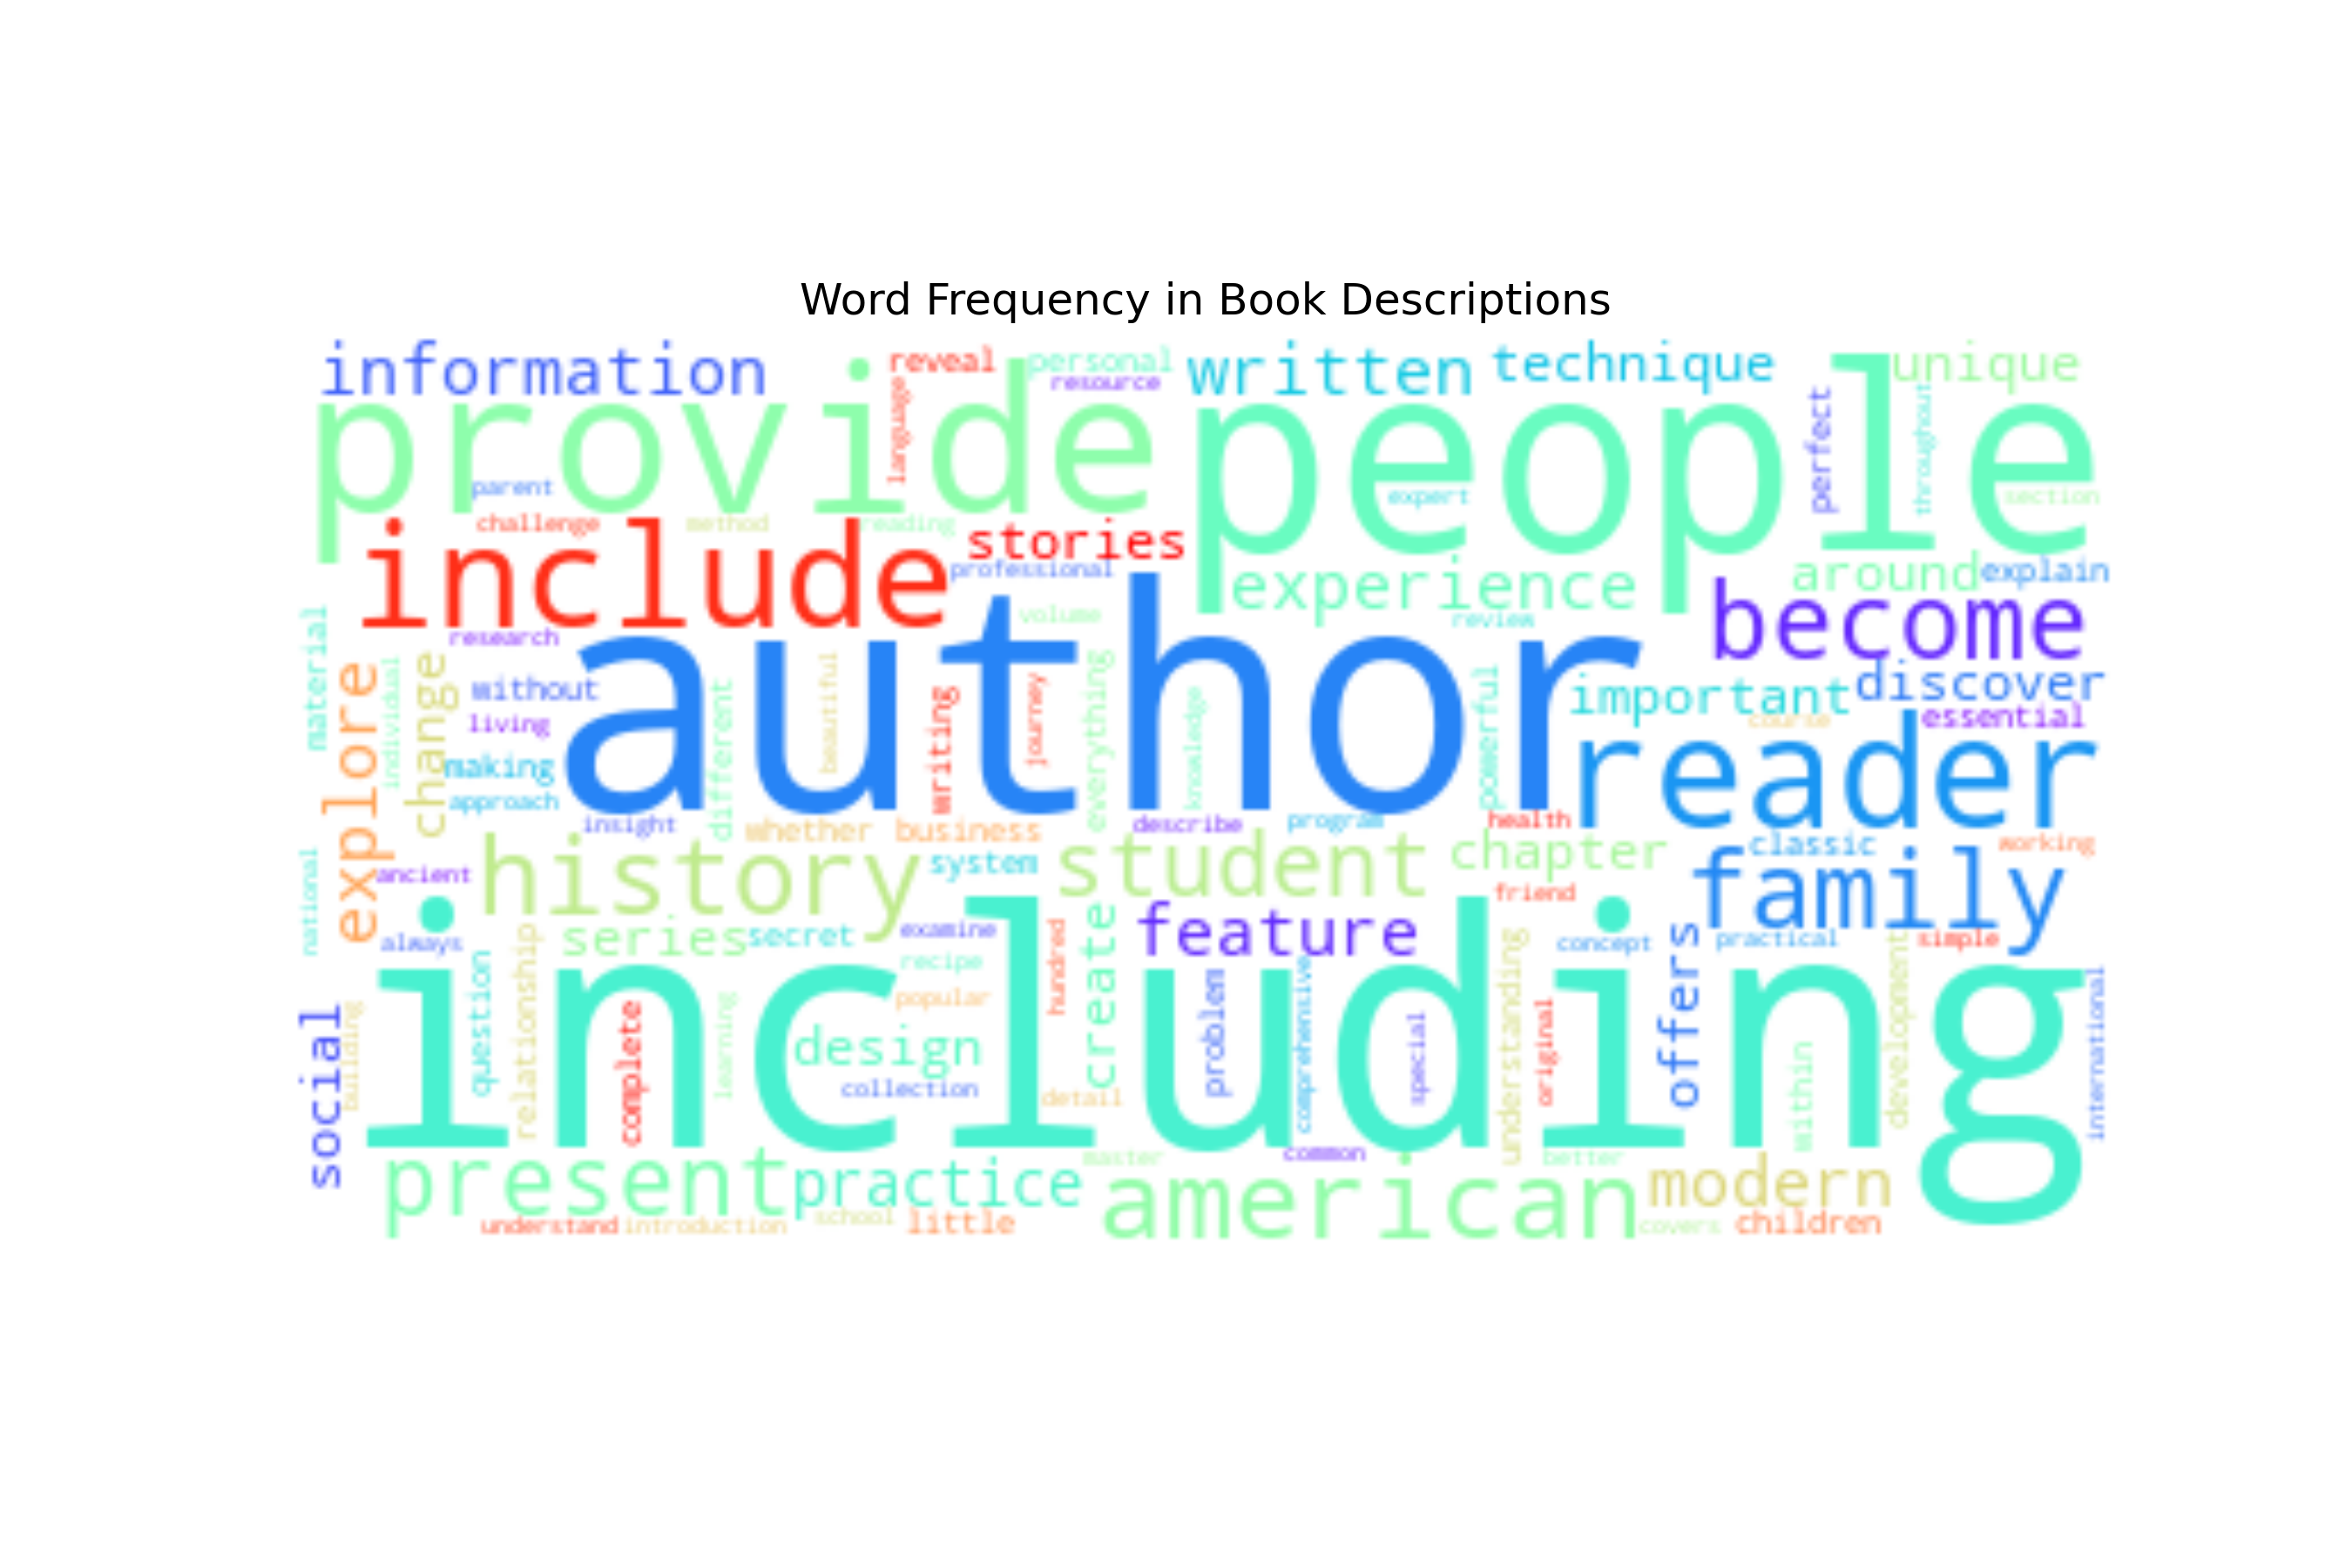 Word Frequency in Book Descriptions
information
reveal
personal
resource
written
technique
unique
provide
people
language
perfect
throughout
parent
expert
section
challenge
method
reading
include
stories
professional
experience
around
explain
volume
review
become
material
research
author
individual
explore
change
without
living
making
approach
different
beautiful
writing
journey
everything
knowledge
powerful
important
discover
course
essential
reader
insight
whether
business
describe
program
health
national
ancient
history
system
student
chapter
classic
working
friend
family
always
series
secret
examine
hundred
create
feature
concept
offers
practical
simple
including
recipe
popular
question
relationship
complete
learning
design
collection
detail
problem
comprehensive
special
understanding
original
within
development
international
social
building
present
practice
master
common
better
american
modern
understand
introduction
school
little
covers
children